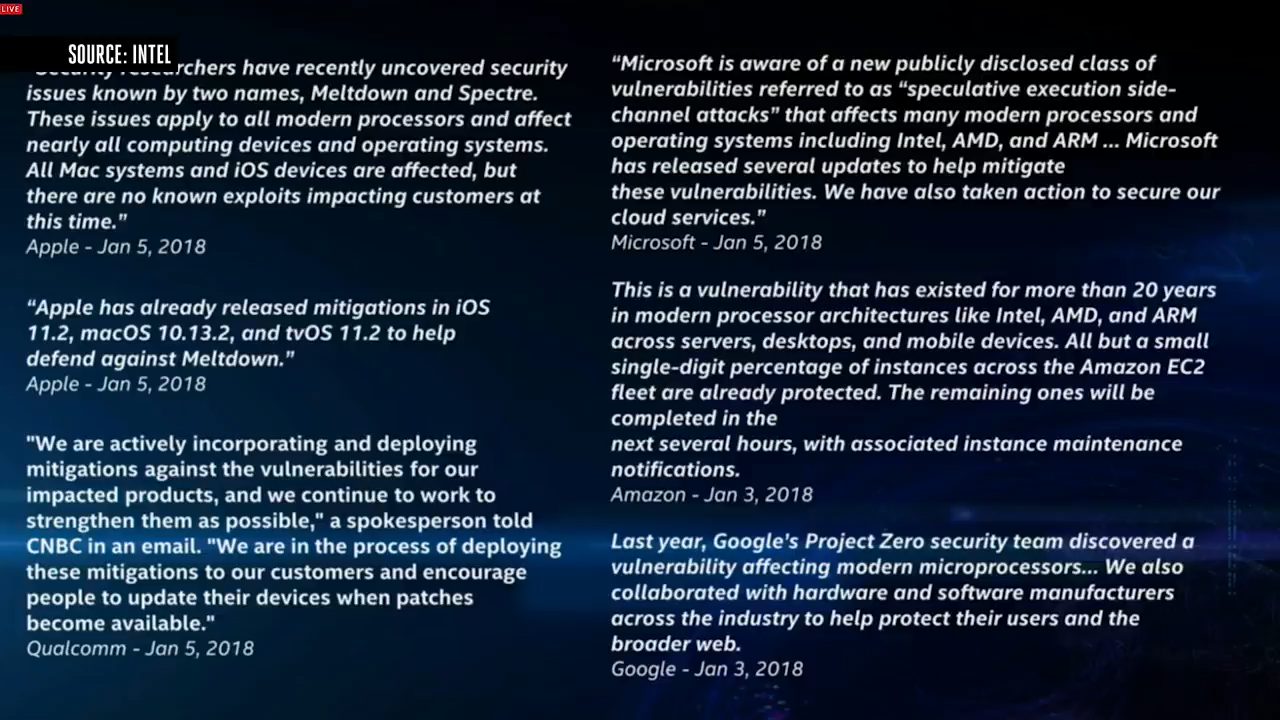 LIVE
SOURCE: INTEL
researchers have recently uncovered security
issues known by two names, Meltdown and Spectre.
These issues apply to all modern processors and affect
nearly all computing devices and operating systems.
All Mac systems and iOS devices are affected, but
there are no known exploits impacting customers at
this time.”
Apple - Jan 5, 2018
“Apple has already released mitigations in iOS
11.2, macOS 10.13.2, and tvOS 11.2 to help
defend against Meltdown.”
Apple - Jan 5, 2018
"We are actively incorporating and deploying
mitigations against the vulnerabilities for our
impacted products, and we continue to work to
strengthen them as possible," a spokesperson told
CNBC in an email. "We are in the process of deploying
these mitigations to our customers and encourage
people to update their devices when patches
become available."
Qualcomm - Jan 5, 2018
“Microsoft is aware of a new publicly disclosed class of
vulnerabilities referred to as “speculative execution side-
channel attacks” that affects many modern processors and
operating systems including Intel, AMD, and ARM ... Microsoft
has released several updates to help mitigate
these vulnerabilities. We have also taken action to secure our
cloud services.”
Microsoft - Jan 5, 2018
This is a vulnerability that has existed for more than 20 years
in modern processor architectures like Intel, AMD, and ARM
across servers, desktops, and mobile devices. All but a small
single-digit percentage of instances across the Amazon EC2
fleet are already protected. The remaining ones will be
completed in the
next several hours, with associated instance maintenance
notifications.
Amazon - Jan 3, 2018
Last year, Google’s Project Zero security team discovered a
vulnerability affecting modern microprocessors... We also
collaborated with hardware and software manufacturers
across the industry to help protect their users and the
broader web.
Google - Jan 3, 2018